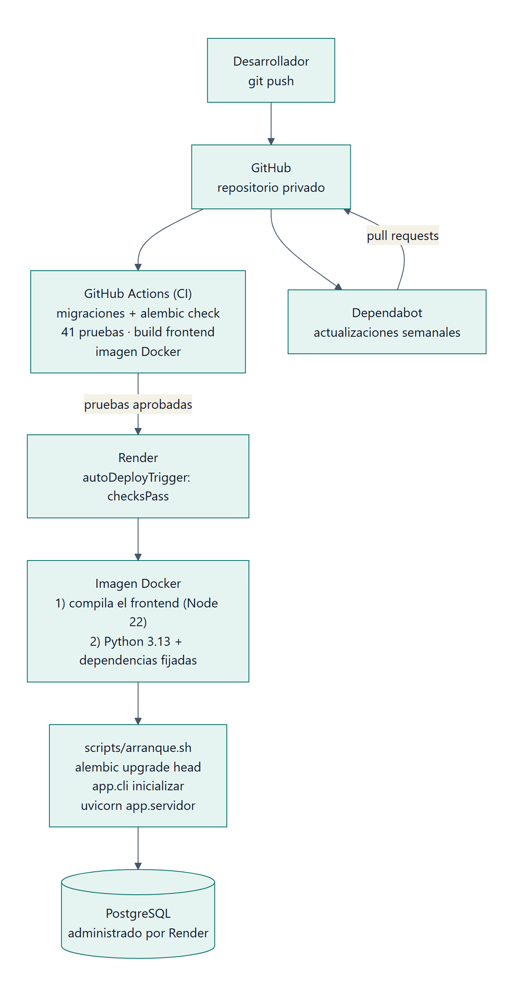 Desarrollador
git push
GitHub
repositorio privado
pull requests
GitHub Actions (CI)
migraciones + alembic check
41 pruebas · build frontend
imagen Docker
Dependabot
actualizaciones semanales
pruebas aprobadas
Render
autoDeployTrigger:
checksPass
Imagen Docker
1) compila el frontend (Node
22)
2) Python 3.13 +
dependencias fijadas
scripts/arranque.sh
alembic upgrade head
app.cli inicializar
uvicorn app.servidor
PostgreSQL
administrado por Render